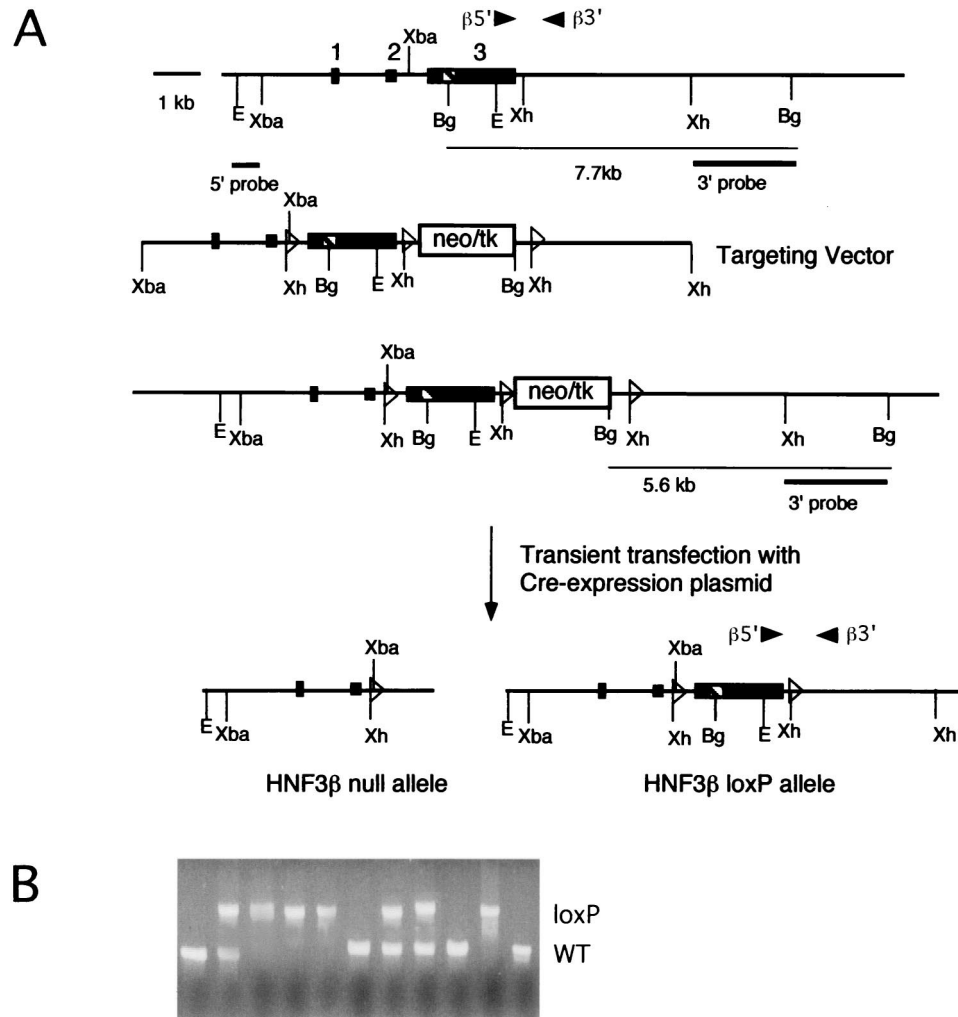 A
β5' β3'
Xba
1 2 3
1 kb
E Xba Bg E Xh Xh Bg
7.7kb
5' probe 3' probe
Xba
neo/tk
Targeting Vector
Xba Xh Bg E Xh Bg Xh Xh
Xba
neo/tk
E Xba Xh Bg E Xh Bg Xh Xh Bg
5.6 kb
3' probe
Transient transfection with
Cre-expression plasmid
β5' β3'
Xba Xba
E Xba Xh E Xba Xh Bg E Xh Xh
HNF3β null allele HNF3β loxP allele
B
loxP
WT